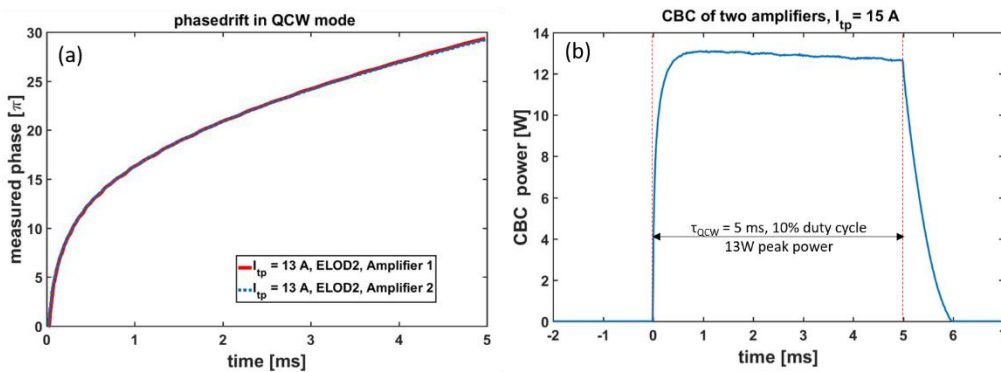 phasedrift in QCW mode
(a)
measured phase [π]
30
25
20
15
10
5
0
I_tp = 13 A, ELOD2, Amplifier 1
I_tp = 13 A, ELOD2, Amplifier 2
0 1 2 3 4 5
time [ms]
CBC of two amplifiers, I_tp = 15 A
(b)
CBC power [W]
14
12
10
8
6
4
2
0
τ_QCW = 5 ms, 10% duty cycle
13W peak power
-2 -1 0 1 2 3 4 5 6 7
time [ms]